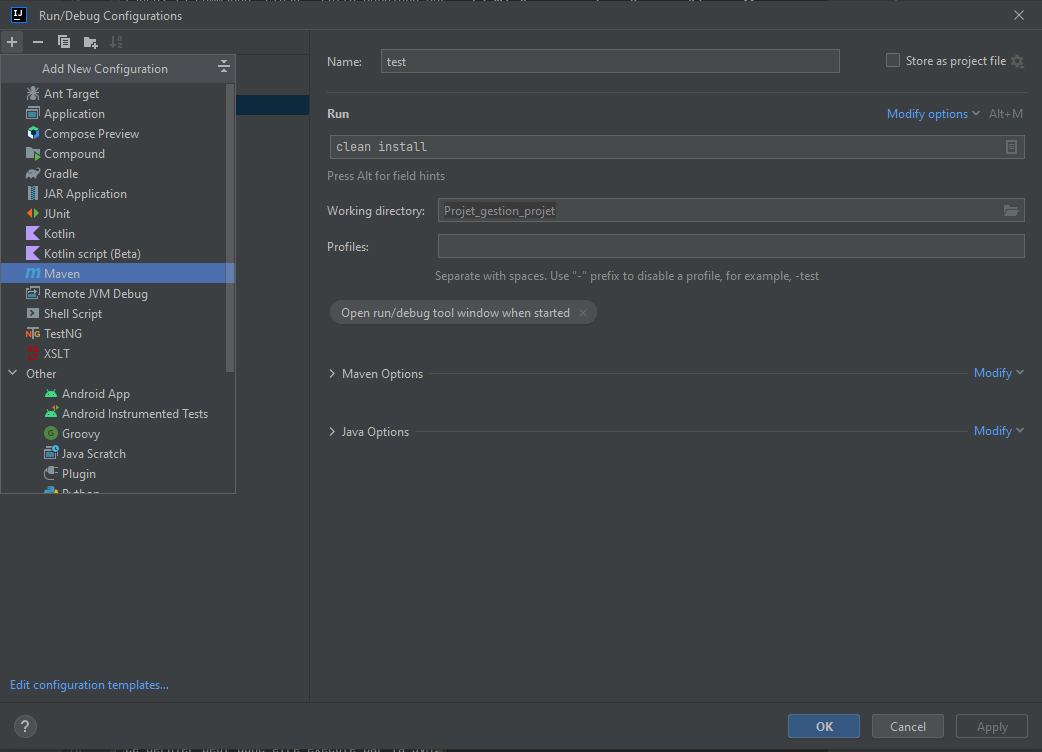 IJ
Run/Debug Configurations
Add New Configuration
Ant Target
Application
Compose Preview
Compound
Gradle
JAR Application
JUnit
Kotlin
Kotlin script (Beta)
Maven
Remote JVM Debug
Shell Script
TestNG
XSLT
Other
Android App
Android Instrumented Tests
Groovy
Java Scratch
Plugin
Python
Edit configuration templates...
Name: test
Store as project file
Run
Modify options Alt+M
clean install
Press Alt for field hints
Working directory: Projet_gestion_projet
Profiles:
Separate with spaces. Use "-" prefix to disable a profile, for example, -test
Open run/debug tool window when started
Maven Options Modify
Java Options Modify
? OK Cancel Apply